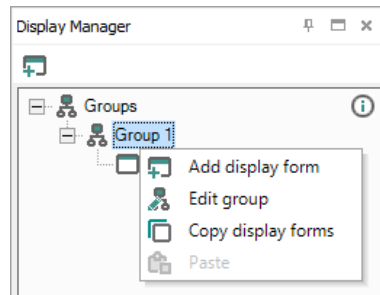 Display Manager
Groups
Group 1
Add display form
Edit group
Copy display forms
Paste